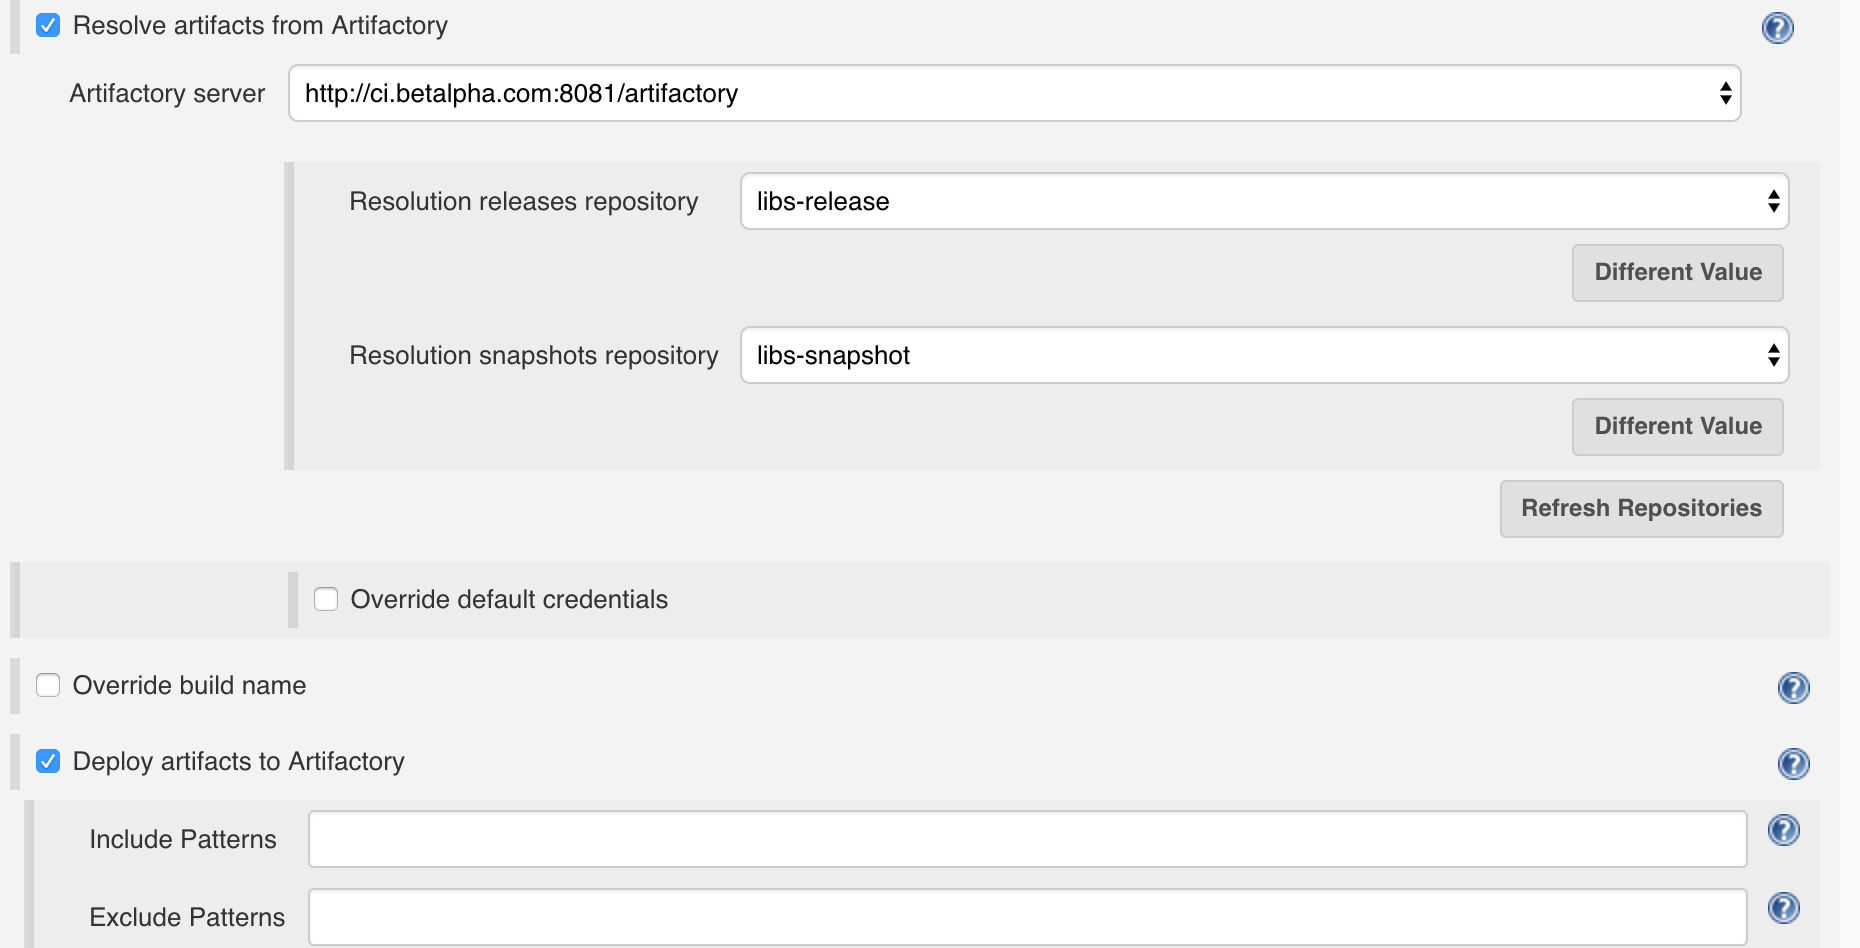 Resolve artifacts from Artifactory
Artifactory server http://ci.betalpha.com:8081/artifactory
Resolution releases repository libs-release
Different Value
Resolution snapshots repository libs-snapshot
Different Value
Refresh Repositories
Override default credentials
Override build name
Deploy artifacts to Artifactory
Include Patterns
Exclude Patterns